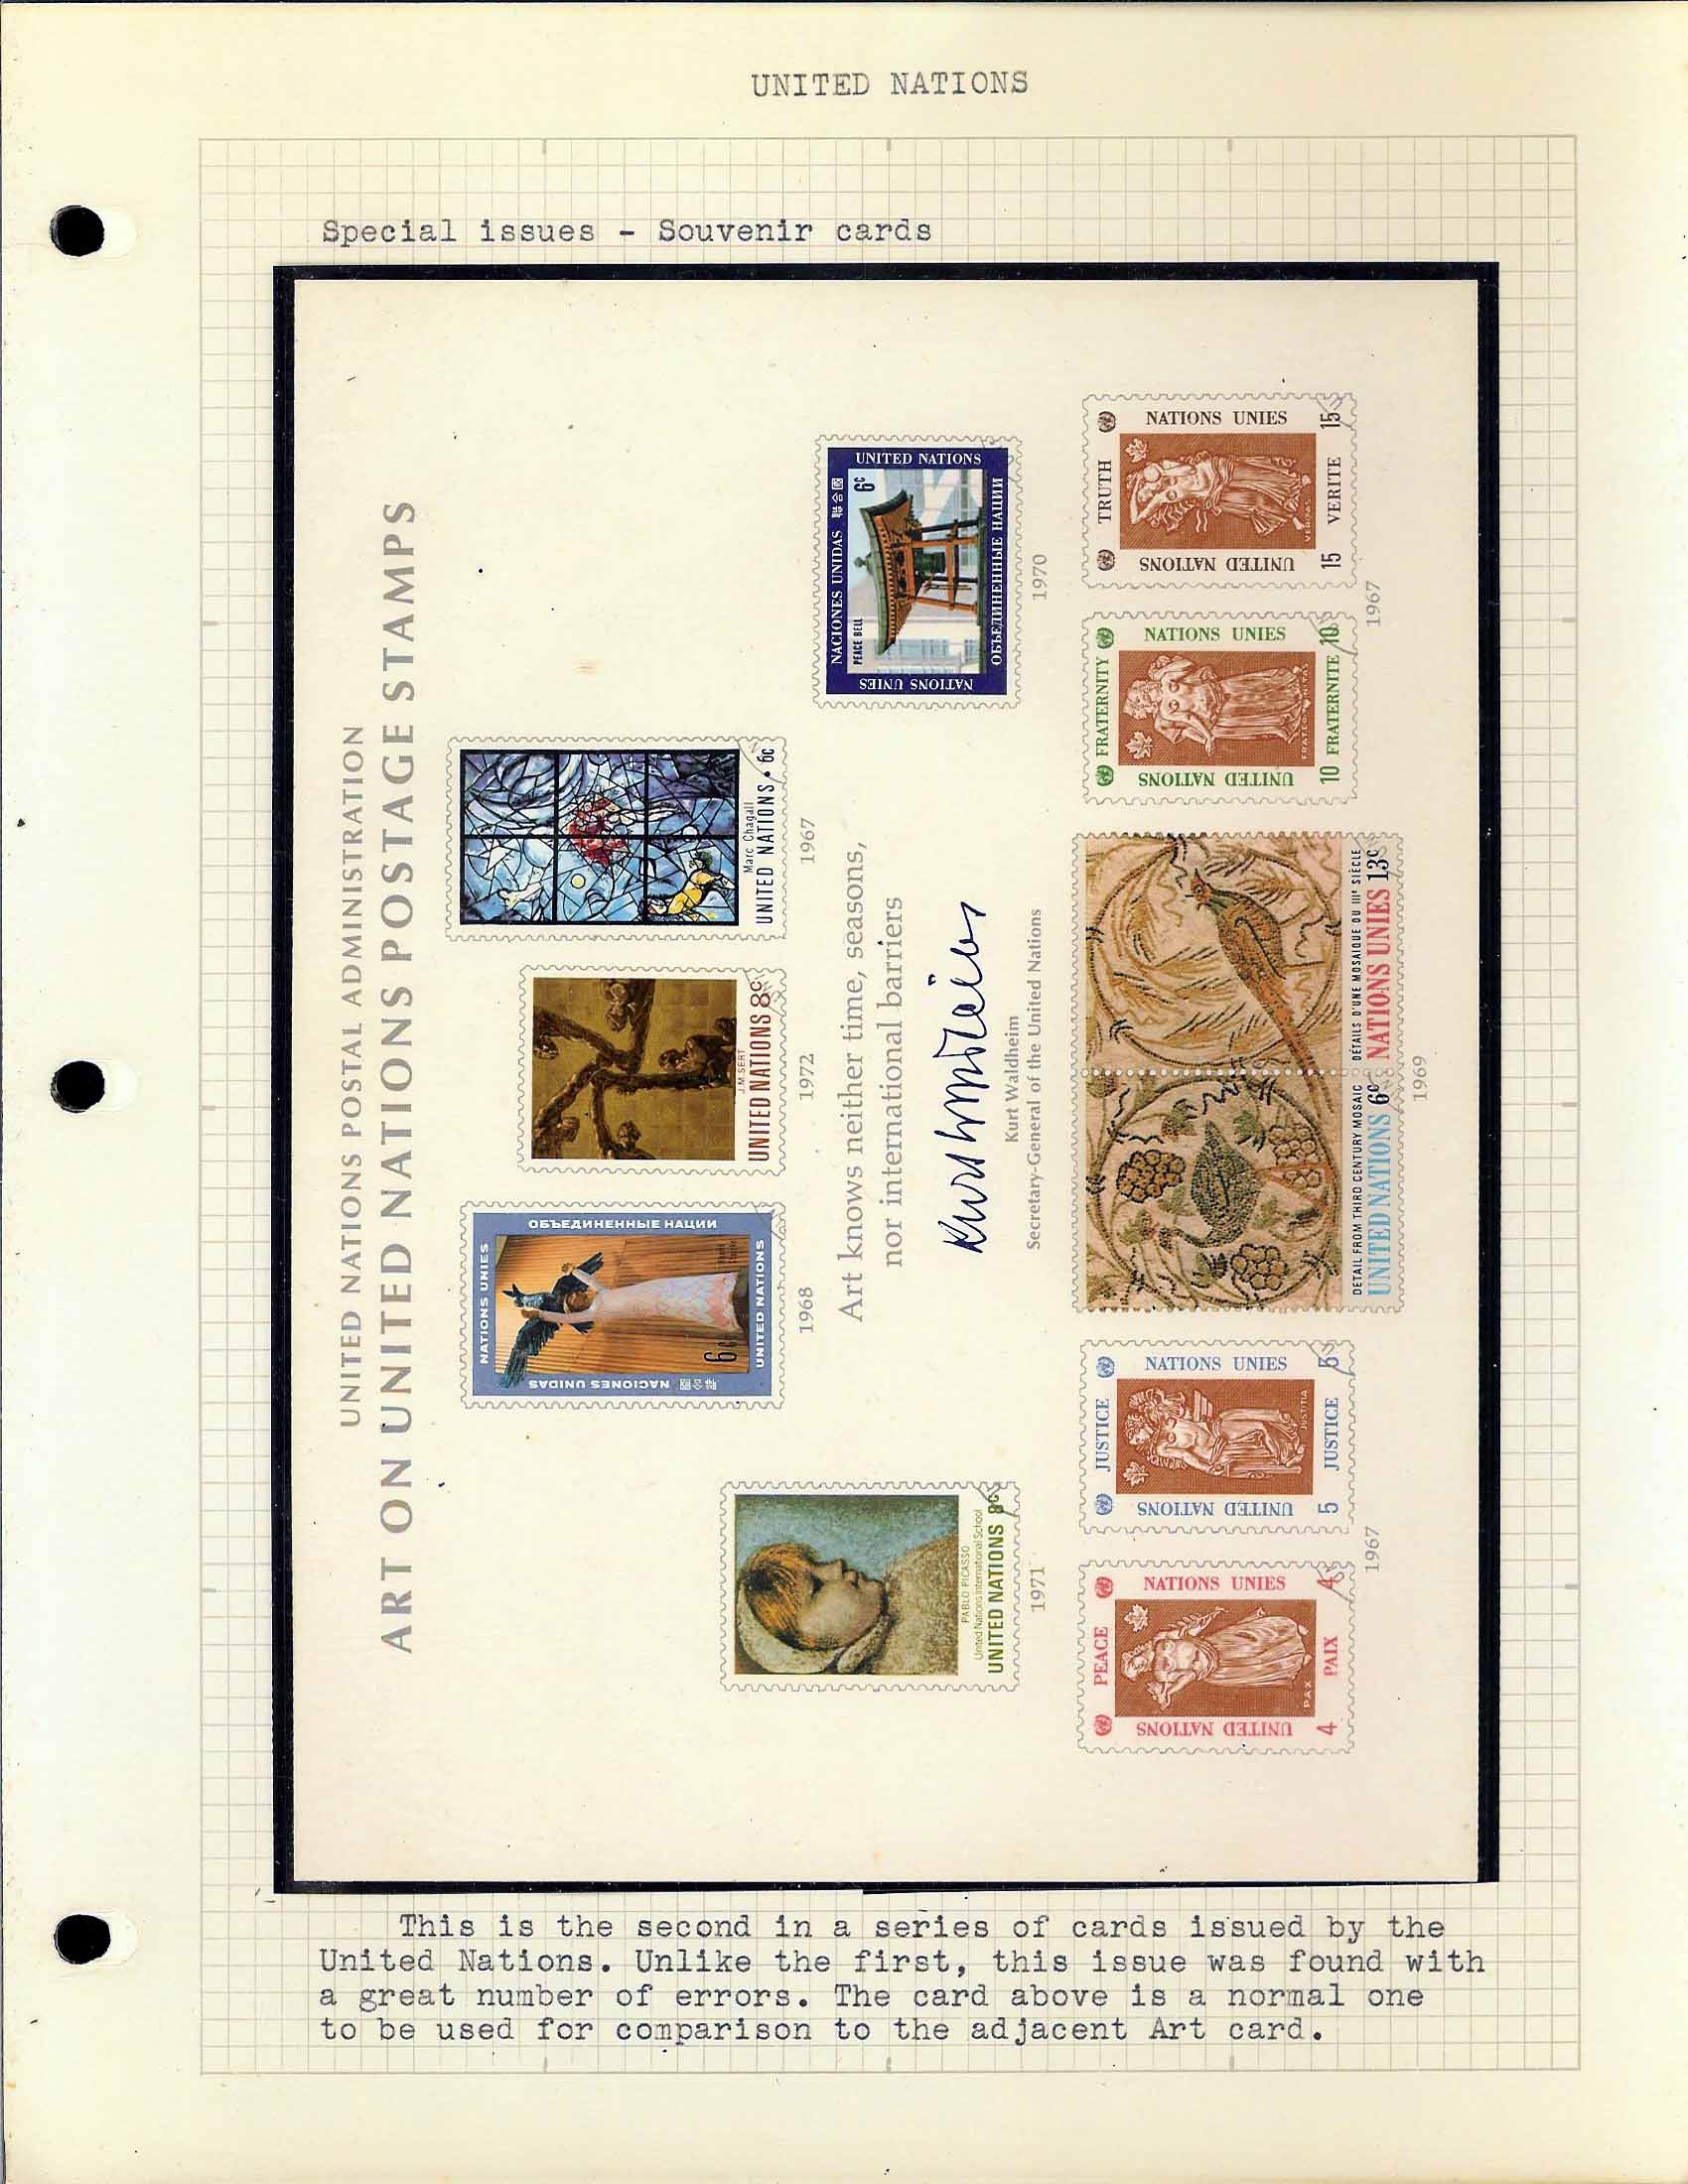 UNITED NATIONS
Special issues - Souvenir cards
UNITED NATIONS POSTAL ADMINISTRATION
ART ON UNITED NATIONS POSTAGE STAMPS
NATIONS UNIES
ОБЪЕДИНЕННЫЕ НАЦИИ
NACIONES UNIDAS 聯合國
6c
UNITED NATIONS
1968
J.M. SERT
UNITED NATIONS 8c
1972
Marc Chagall
UNITED NATIONS • 6c
1967
PABLO PICASSO
United Nations International School
UNITED NATIONS 8c
1971
NACIONES UNIDAS 聯合國
PEACE BELL 6c
NATIONS UNIES
UNITED NATIONS
ОБЪЕДИНЕННЫЕ НАЦИИ
1970
Art knows neither time, seasons,
nor international barriers
Kurt Waldheim
Kurt Waldheim
Secretary-General of the United Nations
PEACE
UNITED NATIONS
NATIONS UNIES
PAX
4 PAIX 4
JUSTICE
UNITED NATIONS
NATIONS UNIES
JUSTITIA
5 JUSTICE 5
1967
DETAIL FROM THIRD CENTURY MOSAIC
UNITED NATIONS 6c
DÉTAILS D'UNE MOSAIQUE DU IIIe SIÈCLE
NATIONS UNIES 13c
1969
FRATERNITY
UNITED NATIONS
NATIONS UNIES
FRATERNITAS
10 FRATERNITE 10
TRUTH
UNITED NATIONS
NATIONS UNIES
VERITAS
15 VERITE 15
1967
This is the second in a series of cards issued by the
United Nations. Unlike the first, this issue was found with
a great number of errors. The card above is a normal one
to be used for comparison to the adjacent Art card.